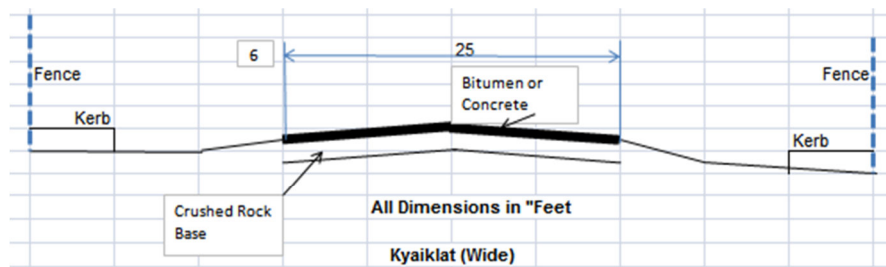 6
25
Fence
Fence
Bitumen or
Concrete
Kerb
Kerb
Crushed Rock
Base
All Dimensions in "Feet
Kyaiklat (Wide)